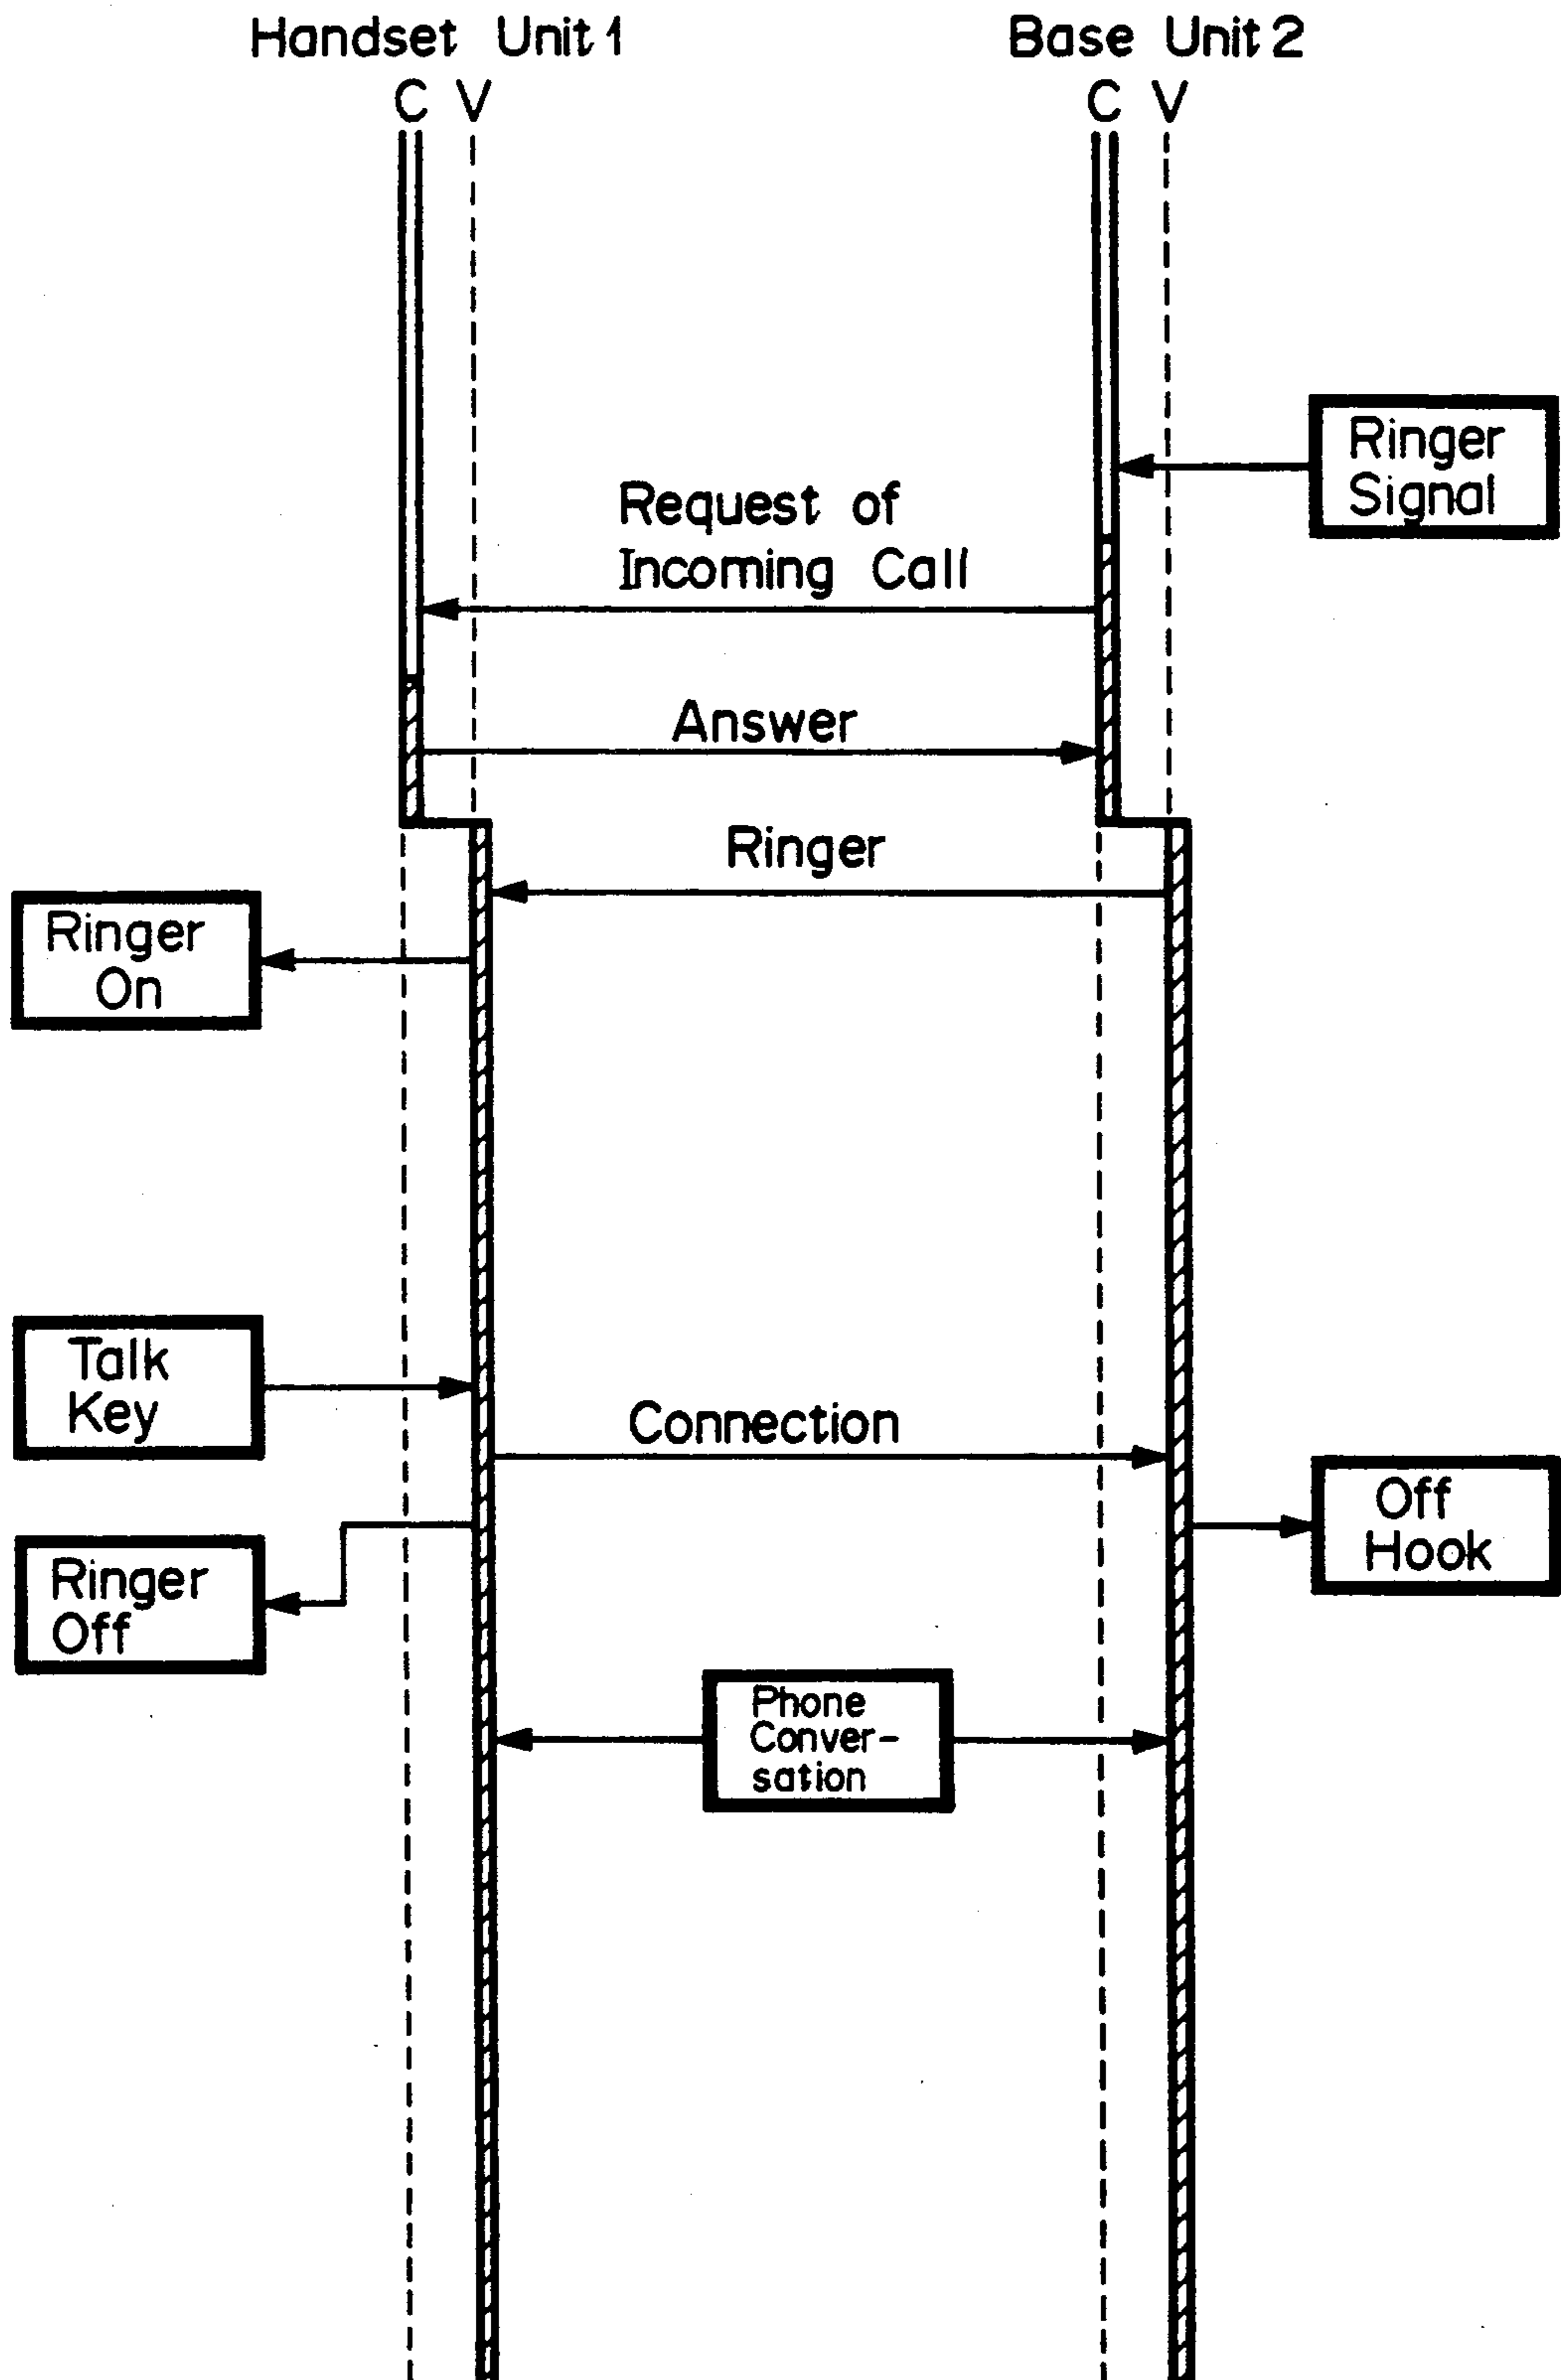 Handset Unit 1
Base Unit 2
C V
C V
Ringer
Signal
Request of
Incoming Call
Answer
Ringer
Ringer
On
Talk
Key
Connection
Off
Hook
Ringer
Off
Phone
Conver-
sation